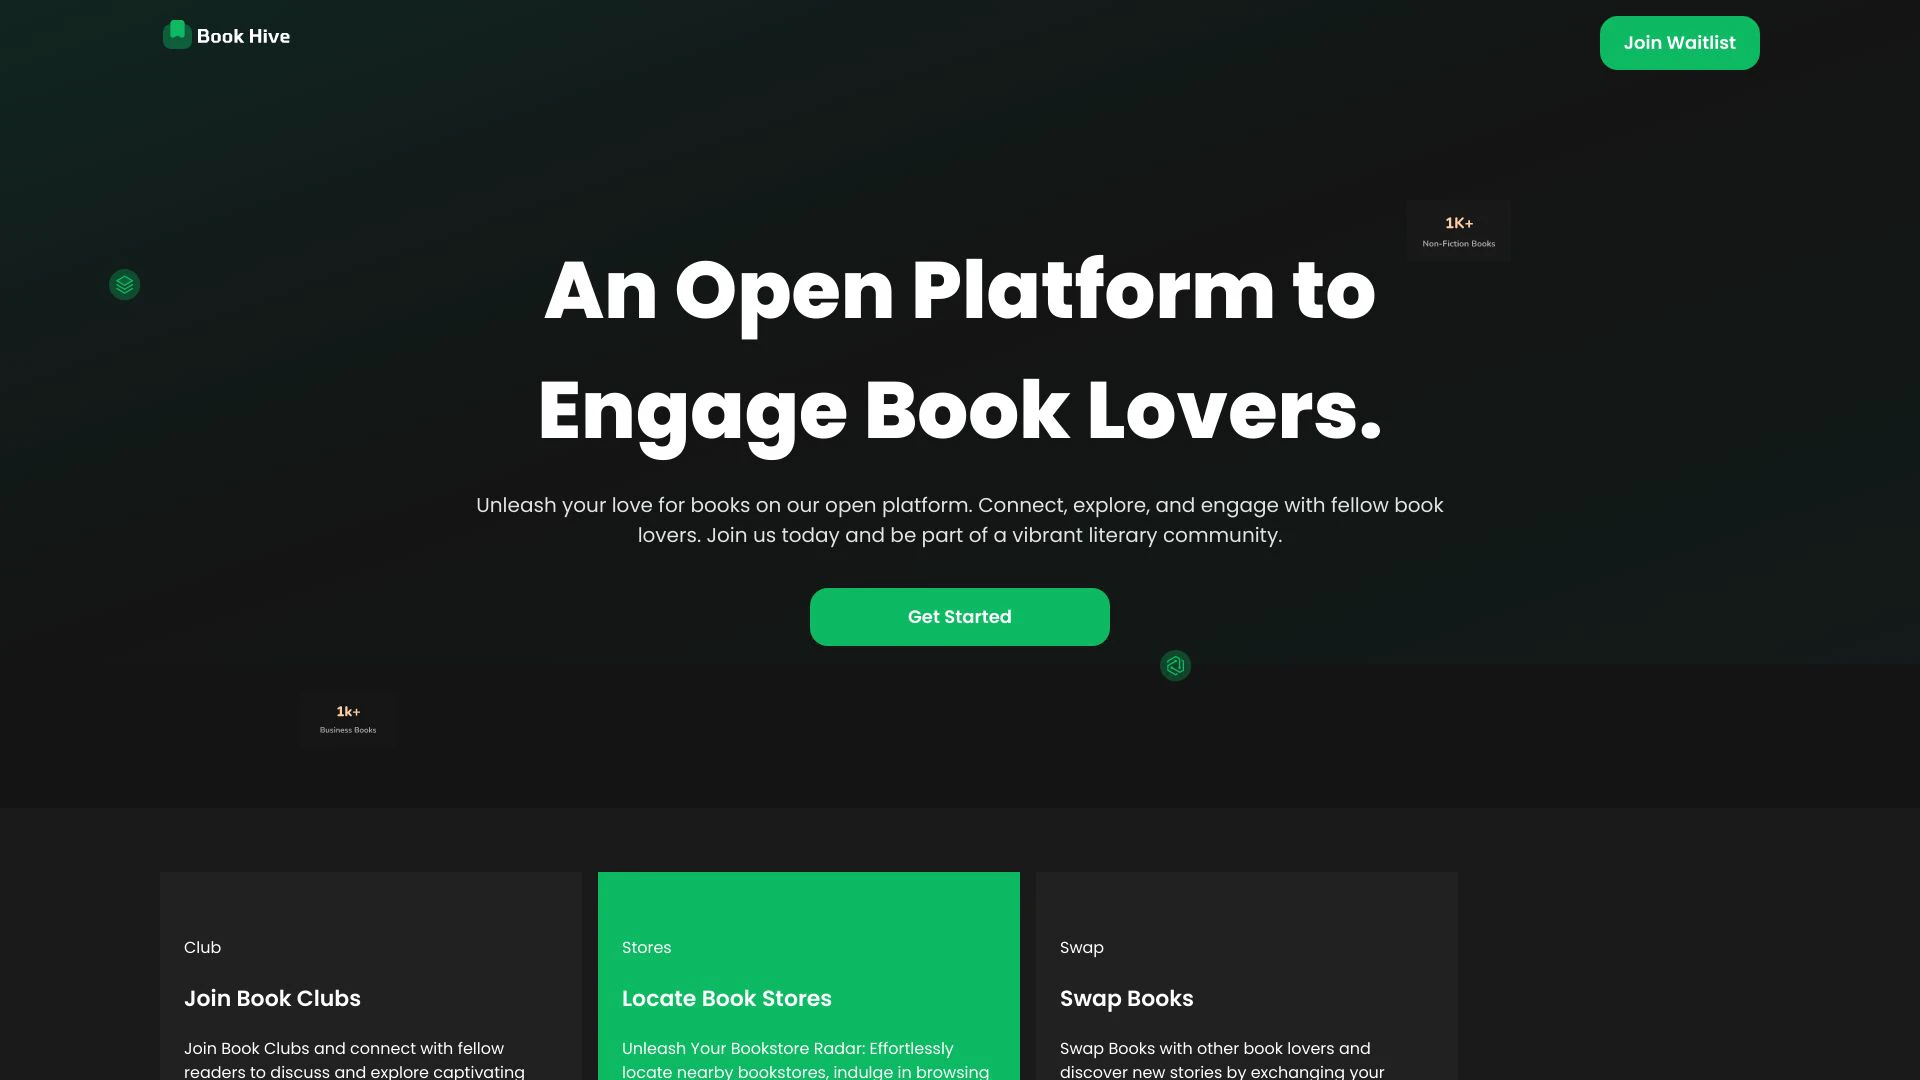 Book Hive
Join Waitlist
1K+
Non-Fiction Books
An Open Platform to
Engage Book Lovers.
Unleash your love for books on our open platform. Connect, explore, and engage with fellow book
lovers. Join us today and be part of a vibrant literary community.
Get Started
1k+
Business Books
Club
Join Book Clubs
Join Book Clubs and connect with fellow
readers to discuss and explore captivating
Stores
Locate Book Stores
Unleash Your Bookstore Radar: Effortlessly
locate nearby bookstores, indulge in browsing
Swap
Swap Books
Swap Books with other book lovers and
discover new stories by exchanging your